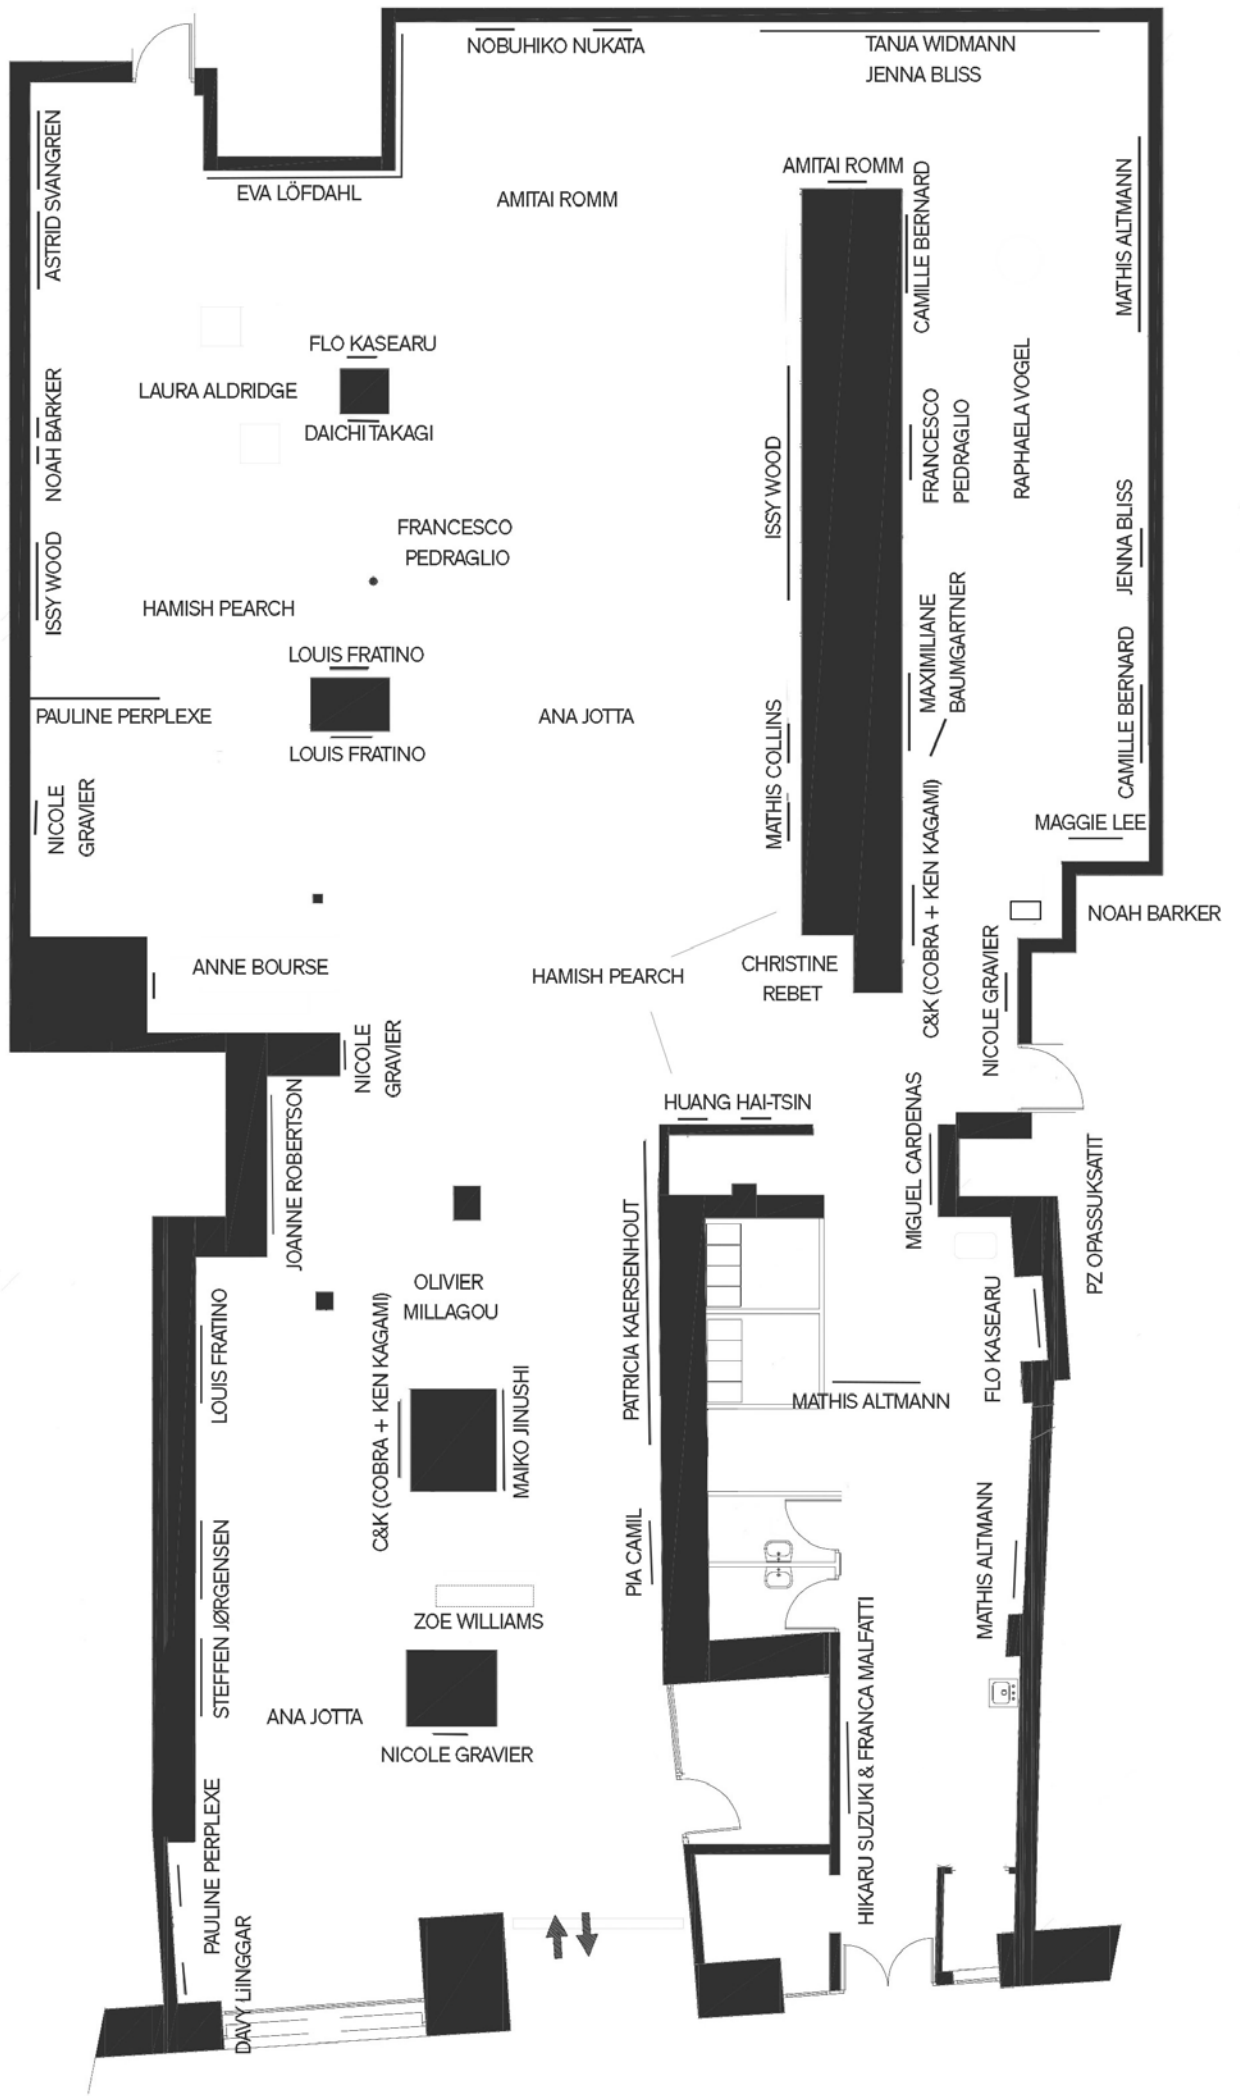 NOBUHIKO NUKATA
TANJA WIDMANN
JENNA BLISS
ASTRID SVANGREN
EVA LÖFDAHL
AMITAI ROMM
AMITAI ROMM
CAMILLE BERNARD
MATHIS ALTMANN
FLO KASEARU
LAURA ALDRIDGE
DAICHI TAKAGI
NOAH BARKER
ISSY WOOD
FRANCESCO
PEDRAGLIO
RAPHAELA VOGEL
JENNA BLISS
FRANCESCO
PEDRAGLIO
ISSY WOOD
HAMISH PEARCH
LOUIS FRATINO
MAXIMILIANE
BAUMGARTNER
CAMILLE BERNARD
PAULINE PERPLEXE
ANA JOTTA
LOUIS FRATINO
MATHIS COLLINS
NICOLE
GRAVIER
MAGGIE LEE
C&K (COBRA + KEN KAGAMI)
NOAH BARKER
ANNE BOURSE
HAMISH PEARCH
CHRISTINE
REBET
NICOLE GRAVIER
NICOLE
GRAVIER
HUANG HAI-TSIN
JOANNE ROBERTSON
MIGUEL CARDENAS
PZ OPASSUKSATIT
PATRICIA KAERSENHOUT
OLIVIER
MILLAGOU
LOUIS FRATINO
C&K (COBRA + KEN KAGAMI)
MAIKO JINUSHI
FLO KASEARU
MATHIS ALTMANN
STEFFEN JØRGENSEN
PIA CAMIL
MATHIS ALTMANN
ZOE WILLIAMS
HIKARU SUZUKI & FRANCA MALFATTI
ANA JOTTA
NICOLE GRAVIER
PAULINE PERPLEXE
DAVY LIINGGAR